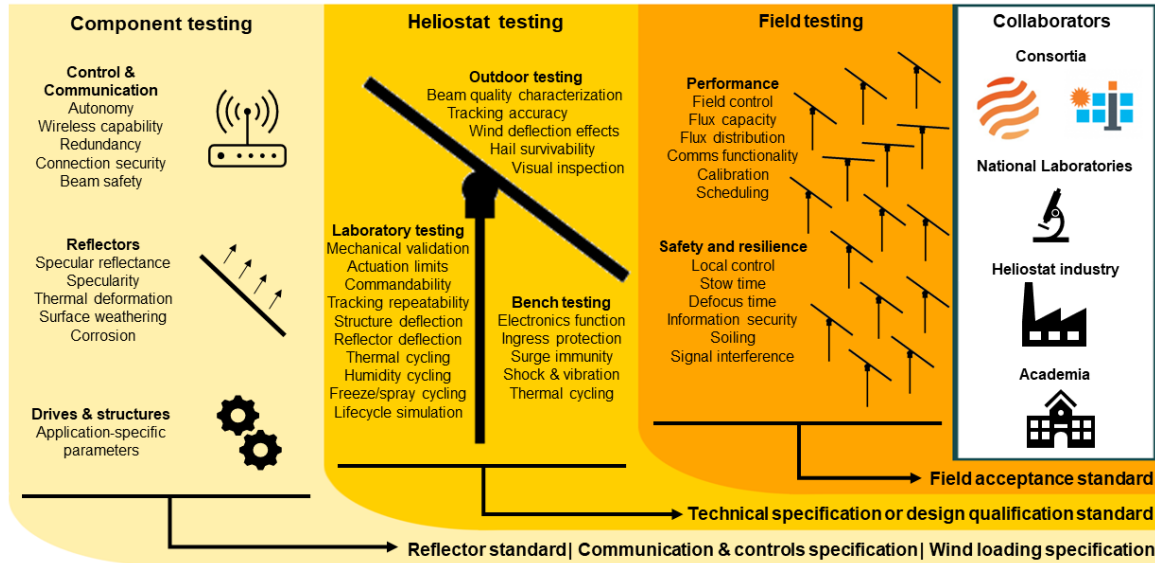 Component testing
Control &
Communication
Autonomy
Wireless capability
Redundancy
Connection security
Beam safety
Reflectors
Specular reflectance
Specularity
Thermal deformation
Surface weathering
Corrosion
Drives & structures
Application-specific
parameters
Heliostat testing
Outdoor testing
Beam quality characterization
Tracking accuracy
Wind deflection effects
Hail survivability
Visual inspection
Laboratory testing
Mechanical validation
Actuation limits
Commandability
Tracking repeatability
Structure deflection
Reflector deflection
Thermal cycling
Humidity cycling
Freeze/spray cycling
Lifecycle simulation
Bench testing
Electronics function
Ingress protection
Surge immunity
Shock & vibration
Thermal cycling
Field testing
Performance
Field control
Flux capacity
Flux distribution
Comms functionality
Calibration
Scheduling
Safety and resilience
Local control
Stow time
Defocus time
Information security
Soiling
Signal interference
Collaborators
Consortia
National Laboratories
Heliostat industry
Academia
Field acceptance standard
Technical specification or design qualification standard
Reflector standard| Communication & controls specification| Wind loading specification